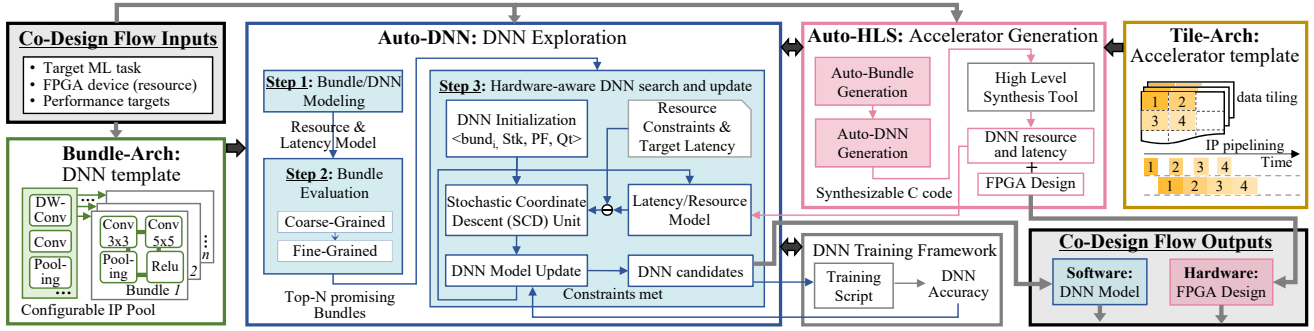 Co-Design Flow Inputs
• Target ML task
• FPGA device (resource)
• Performance targets
Bundle-Arch:
DNN template
DW-
Conv
Conv
Pool-
ing
...
...
Conv
3x3
Conv
5x5
Pool-
ing
Relu
Bundle 1
2
...
n
Configurable IP Pool
Auto-DNN: DNN Exploration
Step 1: Bundle/DNN
Modeling
Resource &
Latency Model
Step 2: Bundle
Evaluation
Coarse-Grained
Fine-Grained
Top-N promising
Bundles
Step 3: Hardware-aware DNN search and update
DNN Initialization
<bundi, Stk, PF, Qt>
Resource
Constraints &
Target Latency
Stochastic Coordinate
Descent (SCD) Unit
Latency/Resource
Model
DNN Model Update
DNN candidates
Constraints met
Auto-HLS: Accelerator Generation
Auto-Bundle
Generation
Auto-DNN
Generation
Synthesizable C code
High Level
Synthesis Tool
DNN resource
and latency
+
FPGA Design
Tile-Arch:
Accelerator template
1 2
3 4
data tiling
IP pipelining
Time
1 2 3 4
1 2 3 4
DNN Training Framework
Training
Script
DNN
Accuracy
Co-Design Flow Outputs
Software:
DNN Model
Hardware:
FPGA Design